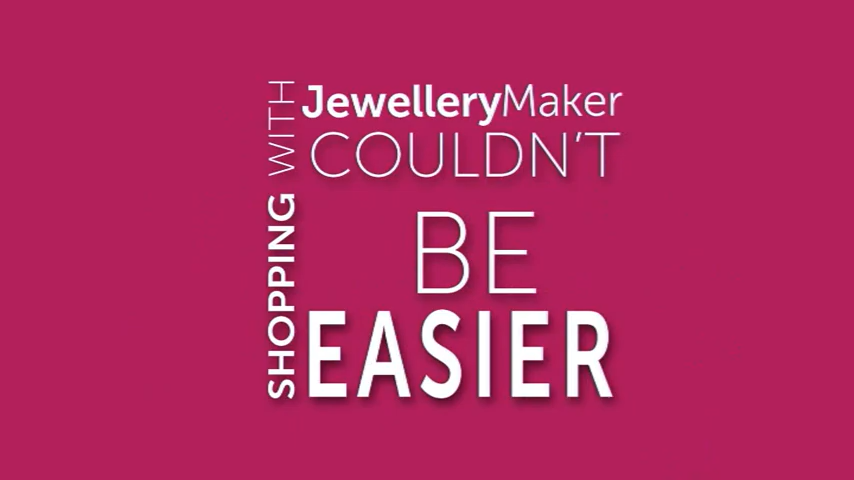 SHOPPING WITH
JewelleryMaker
COULDN'T
BE
EASIER